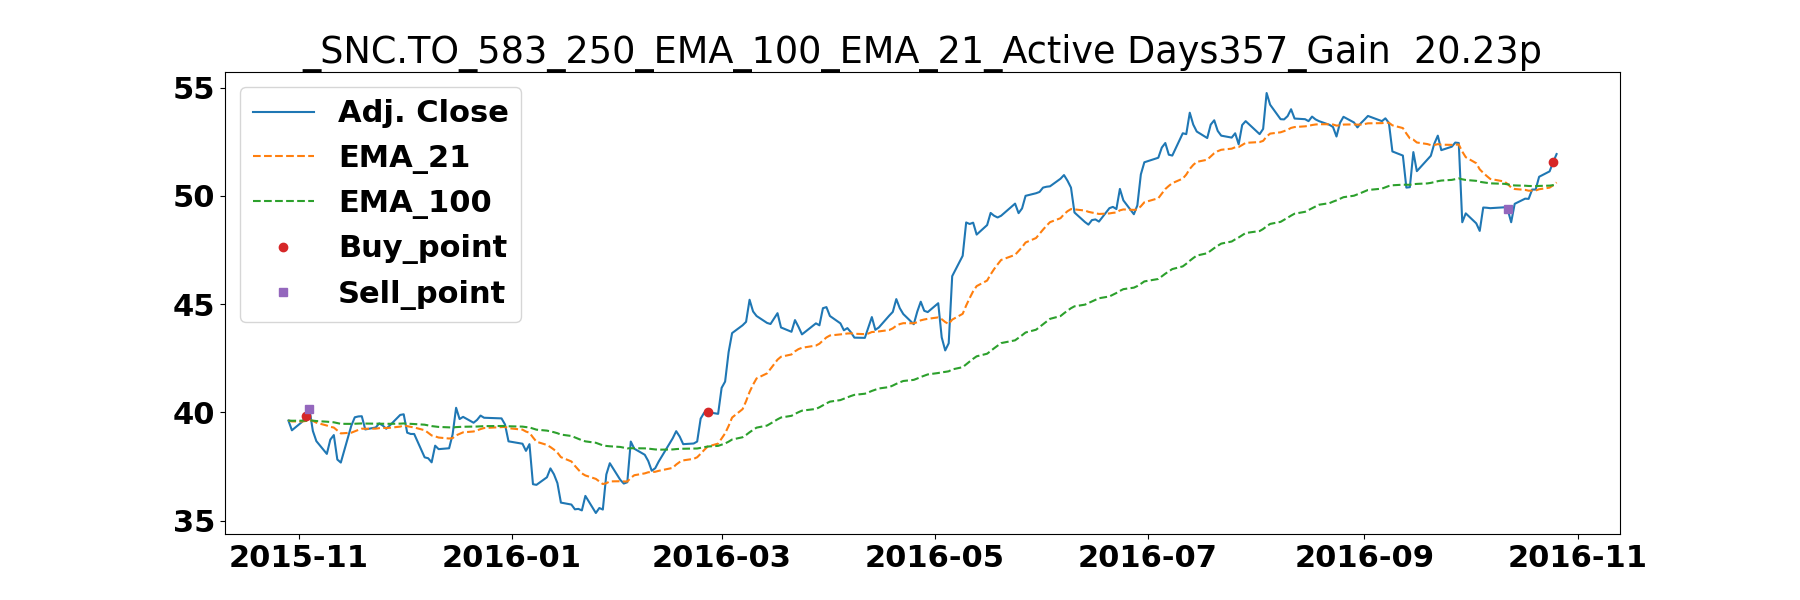 _SNC.TO_583_250_EMA_100_EMA_21_Active Days357_Gain  20.23p
55
50
45
40
35
Adj. Close
EMA_21
EMA_100
Buy_point
Sell_point
2015-11 2016-01 2016-03 2016-05 2016-07 2016-09 2016-11